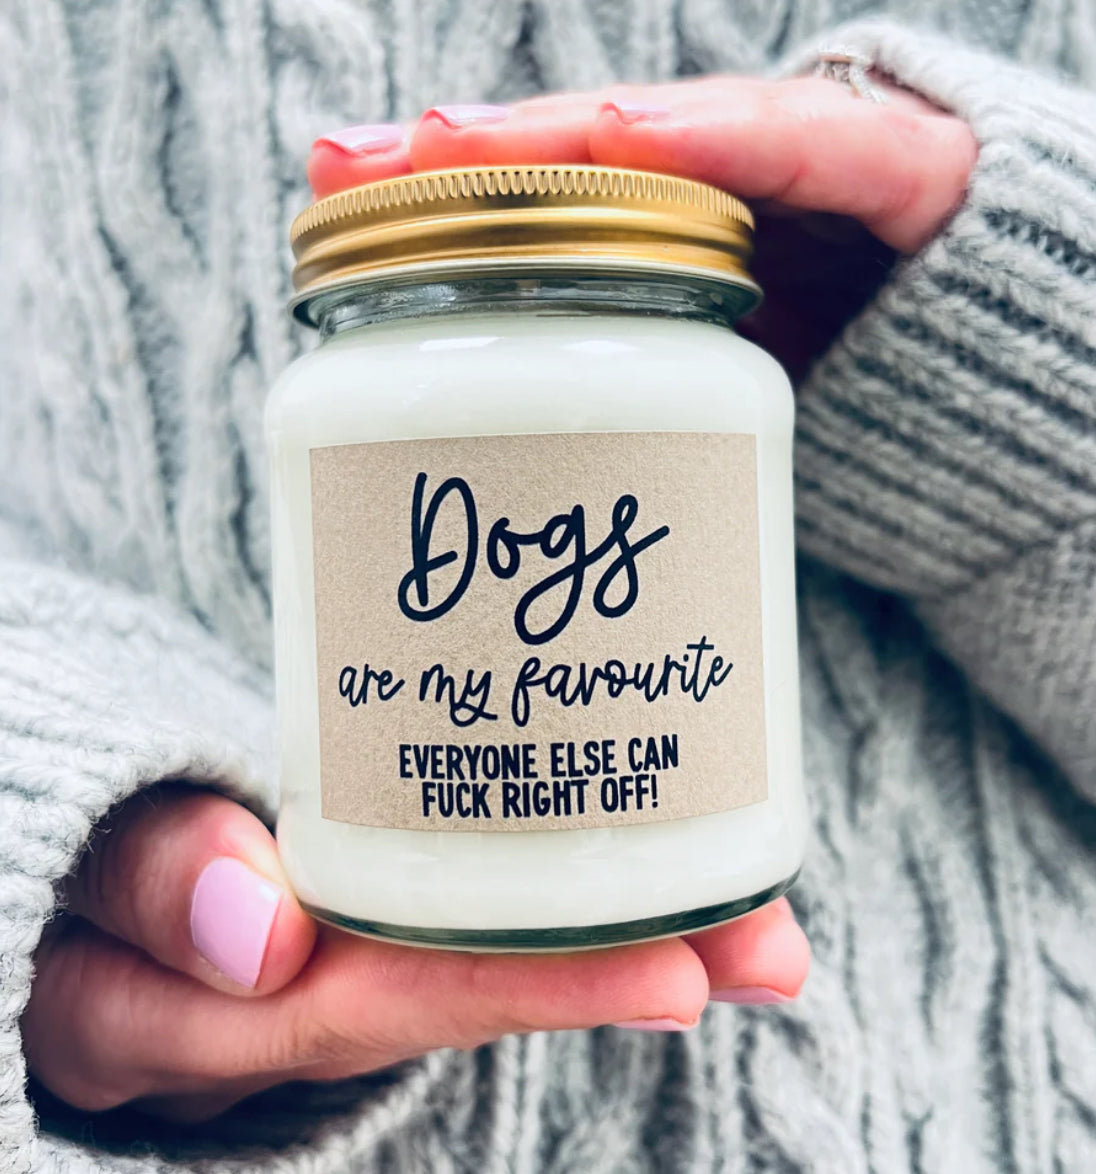 Dogs
are my favourite
EVERYONE ELSE CAN
FUCK RIGHT OFF!